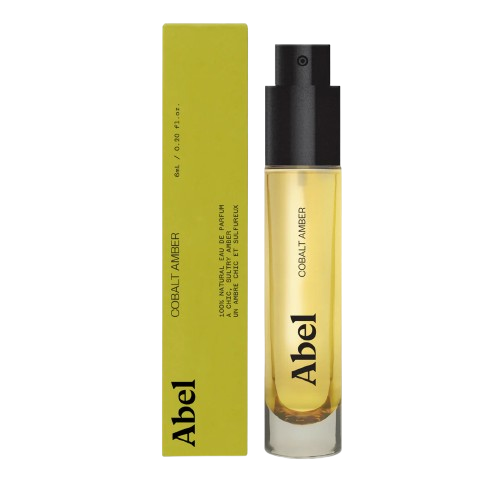 Abel
COBALT AMBER
6mL / 0.30 fl.oz.
100% NATURAL EAU DE PARFUM
A CHIC, SULTRY AMBER
UN AMBRE CHIC ET SULFUREUX
Abel
COBALT AMBER